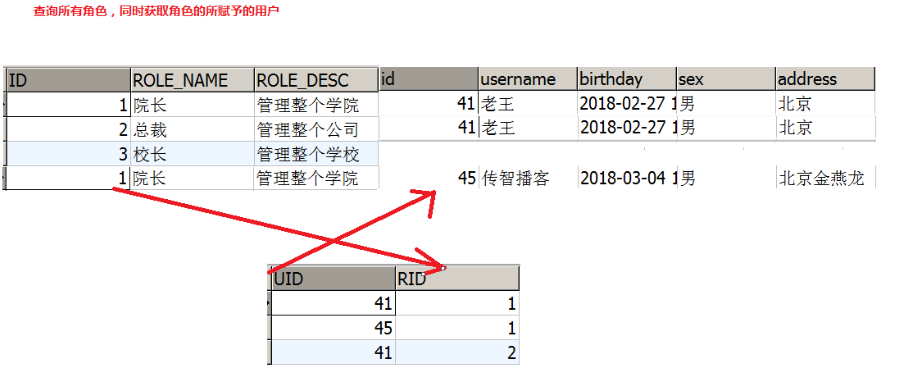 查询所有角色，同时获取角色的所赋予的用户
ID ROLE_NAME ROLE_DESC id username birthday sex address
1 院长 管理整个学院 41 老王 2018-02-27 1 男 北京
2 总裁 管理整个公司 41 老王 2018-02-27 1 男 北京
3 校长 管理整个学校
1 院长 管理整个学院 45 传智播客 2018-03-04 1 男 北京金燕龙
UID RID
41 1
45 1
41 2